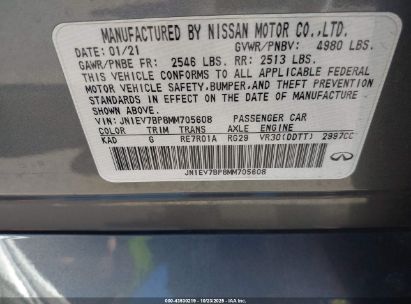 MANUFACTURED BY NISSAN MOTOR CO.,LTD.
DATE: 01/21 GVWR/PNBV: 4980 LBS.
GAWR/PNBE FR: 2546 LBS. RR: 2513 LBS.
THIS VEHICLE CONFORMS TO ALL APPLICABLE FEDERAL
MOTOR VEHICLE SAFETY,BUMPER,AND THEFT PREVENTION
STANDARDS IN EFFECT ON THE DATE OF MANUFACTURE
SHOWN ABOVE.
VIN: JN1EV7BP8MM705608 PASSENGER CAR
COLOR TRIM TRANS AXLE ENGINE
KAD G RE7R01A RG29 VR30(DDTT) 2997CC
INFINITI
JN1EV7BP8MM705608